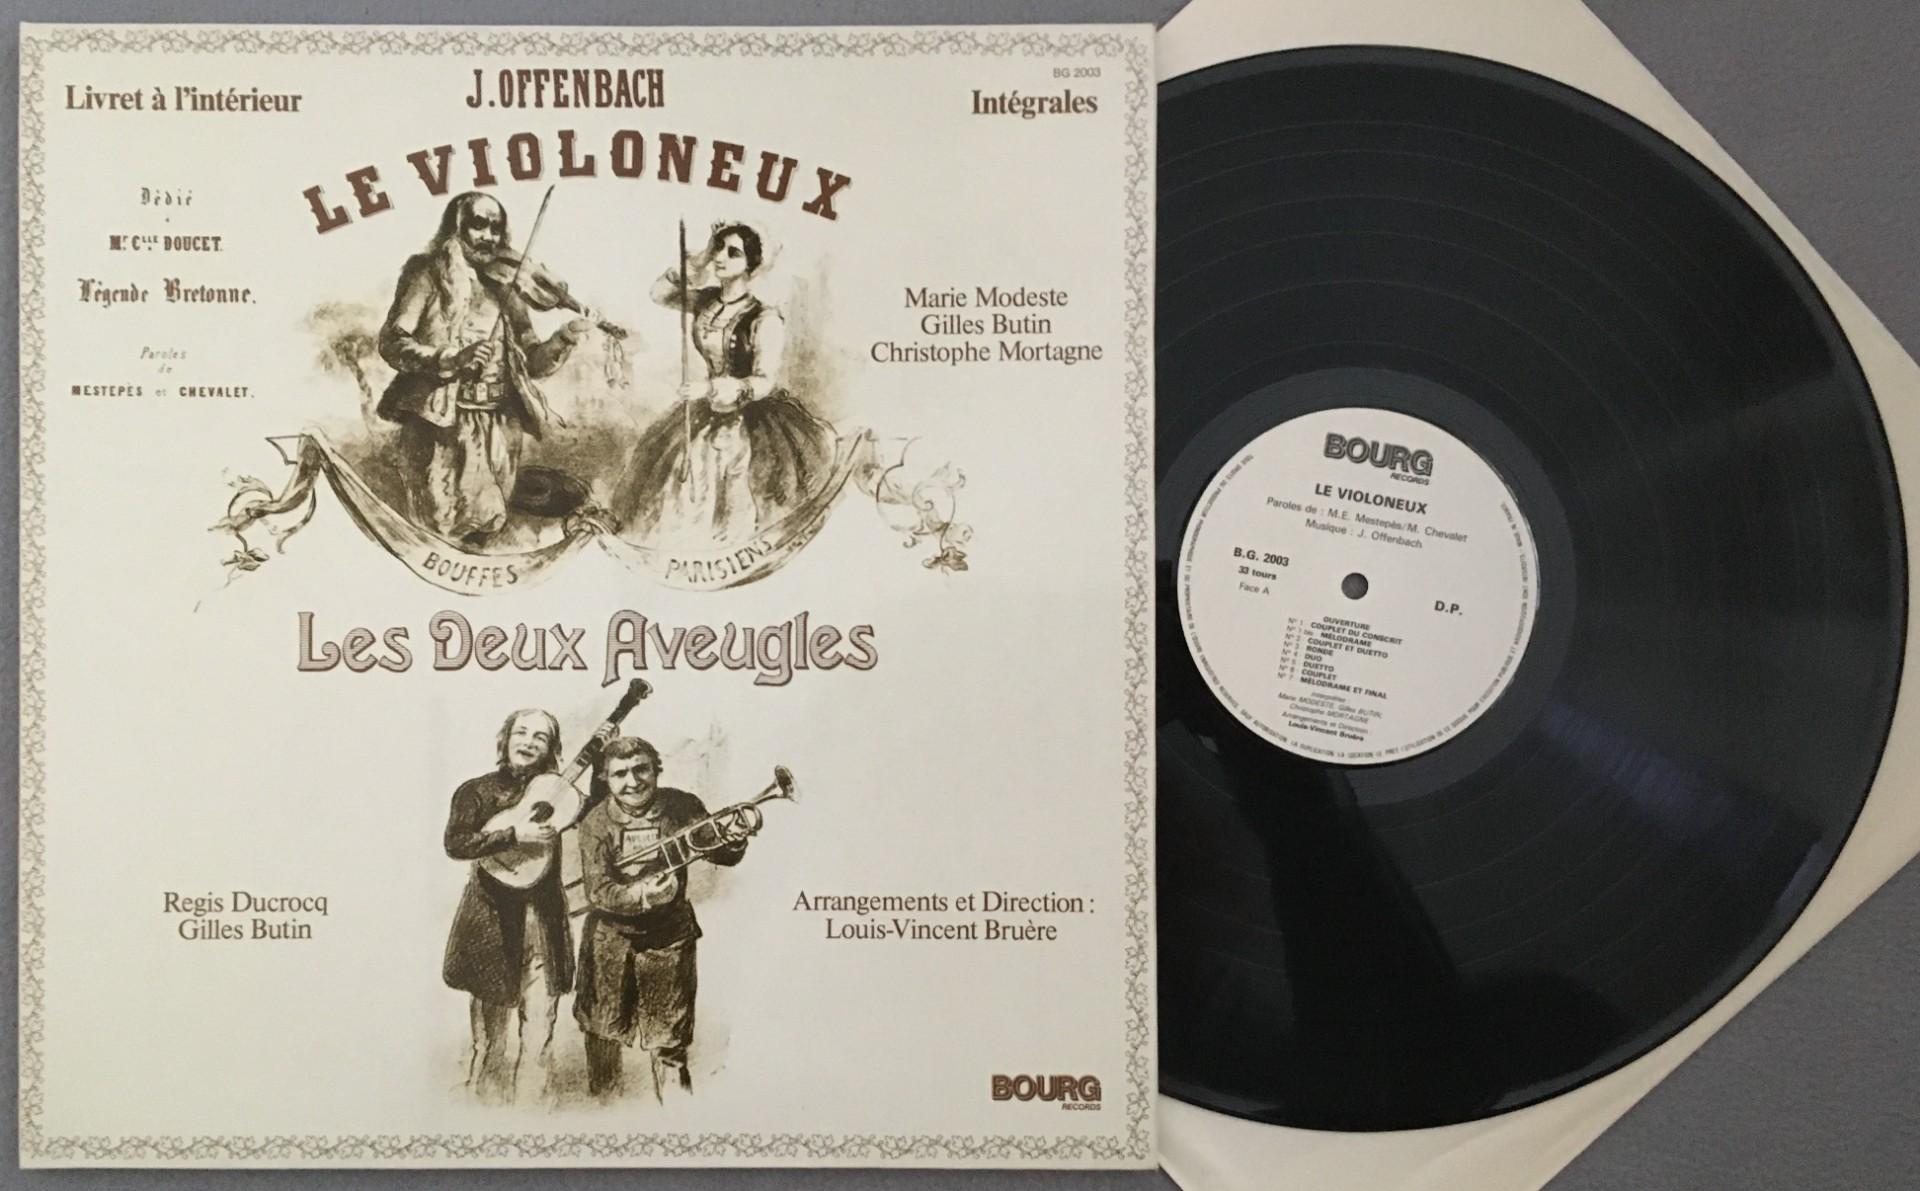 BG 2003
Livret à l'intérieur
J. OFFENBACH
Intégrales
LE VIOLONEUX
Dédié
à
Mr. Clle. DOUCET.
Légende Bretonne.
Paroles
de
MESTEPÈS et CHEVALET.
Marie Modeste
Gilles Butin
Christophe Mortagne
BOUFFES PARISIENS
Les Deux Aveugles
Regis Ducrocq
Gilles Butin
Arrangements et Direction :
Louis-Vincent Bruère
BOURG
RECORDS
BOURG
RECORDS
LE VIOLONEUX
Paroles de : M.E. Mestepès/M. Chevalet
Musique : J. Offenbach
B.G. 2003
33 tours
Face A
D.P.
OUVERTURE
N° 1 COUPLET DU CONSCRIT
N° 1 bis MÉLODRAME
N° 2 COUPLET ET DUETTO
N° 3 RONDE
N° 4 DUO
N° 5 DUETTO
N° 6 COUPLET
N° 7 MÉLODRAME ET FINAL
Marie MODESTE, Gilles BUTIN,
Christophe MORTAGNE
Arrangements et Direction :
Louis-Vincent Bruère